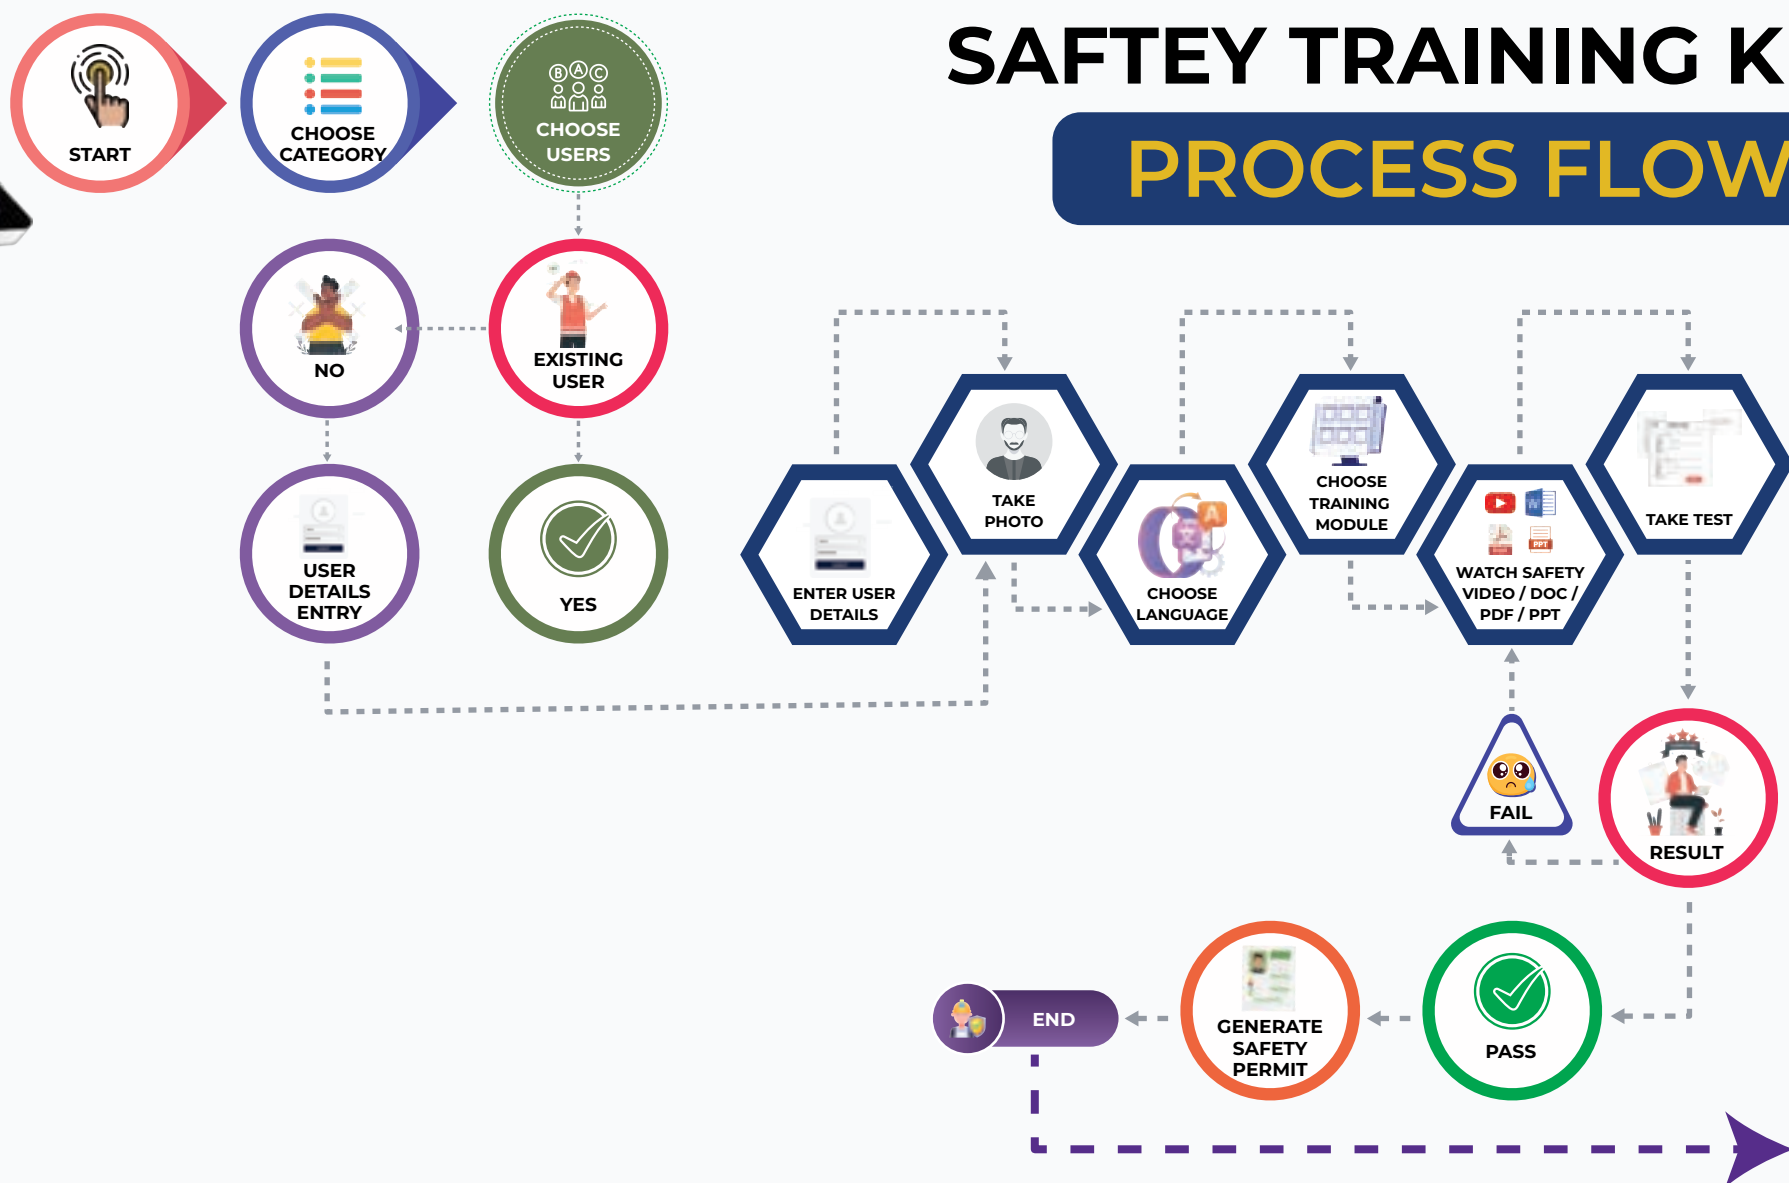 SAFTEY TRAINING K
PROCESS FLOW
START
CHOOSE
CATEGORY
B A C
CHOOSE
USERS
NO
EXISTING
USER
USER
DETAILS
ENTRY
YES
ENTER USER
DETAILS
TAKE
PHOTO
CHOOSE
LANGUAGE
CHOOSE
TRAINING
MODULE
W
PPT
WATCH SAFETY
VIDEO / DOC /
PDF / PPT
TAKE TEST
FAIL
RESULT
END
GENERATE
SAFETY
PERMIT
PASS